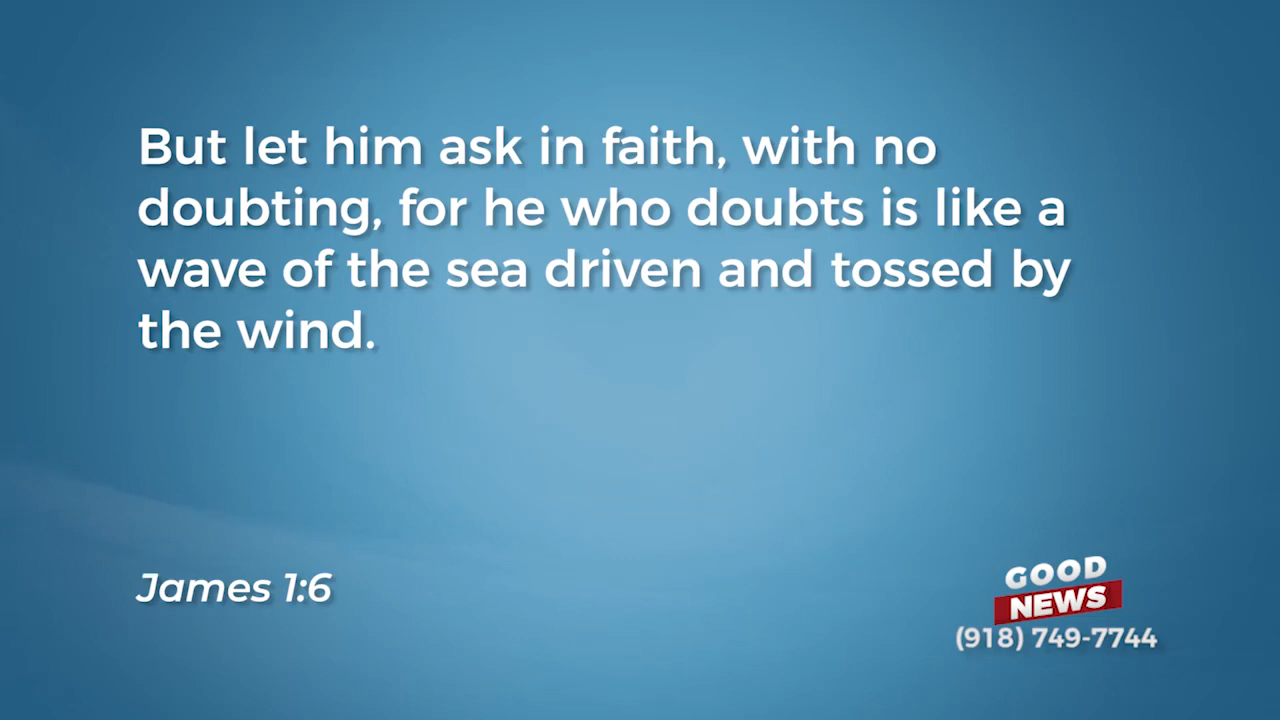 But let him ask in faith, with no
doubting, for he who doubts is like a
wave of the sea driven and tossed by
the wind.
James 1:6
GOOD
NEWS
(918) 749-7744